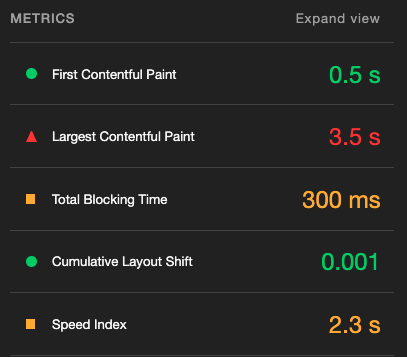 METRICS Expand view
First Contentful Paint 0.5 s
Largest Contentful Paint 3.5 s
Total Blocking Time 300 ms
Cumulative Layout Shift 0.001
Speed Index 2.3 s